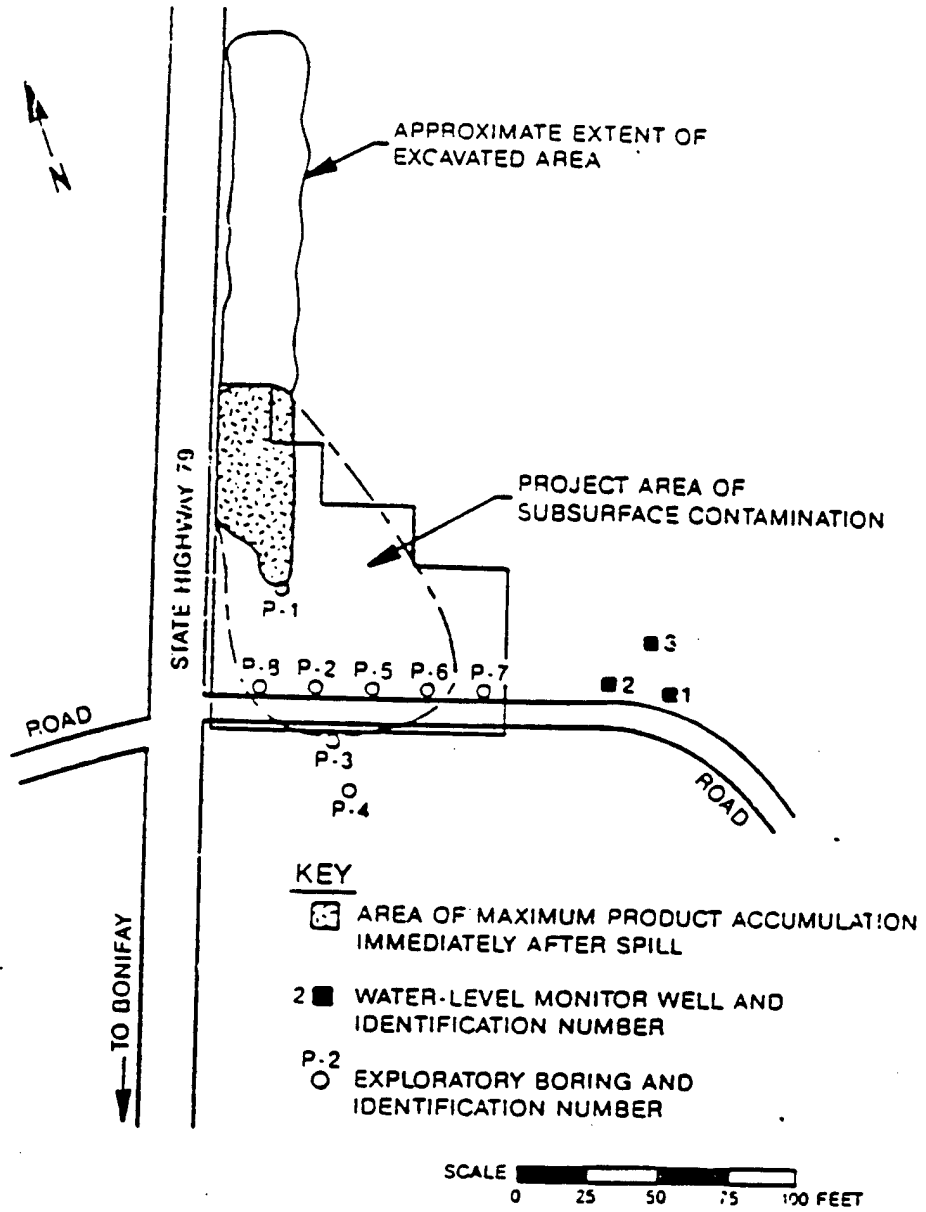 N
APPROXIMATE EXTENT OF
EXCAVATED AREA
STATE HIGHWAY 79
PROJECT AREA OF
SUBSURFACE CONTAMINATION
P-1
3
P-8 P-2 P-5 P-6 P-7
2
1
ROAD
P-3
P-4
ROAD
TO BONIFAY
KEY
AREA OF MAXIMUM PRODUCT ACCUMULATION
IMMEDIATELY AFTER SPILL
2 WATER-LEVEL MONITOR WELL AND
IDENTIFICATION NUMBER
P-2
EXPLORATORY BORING AND
IDENTIFICATION NUMBER
SCALE
0 25 50 75 100 FEET